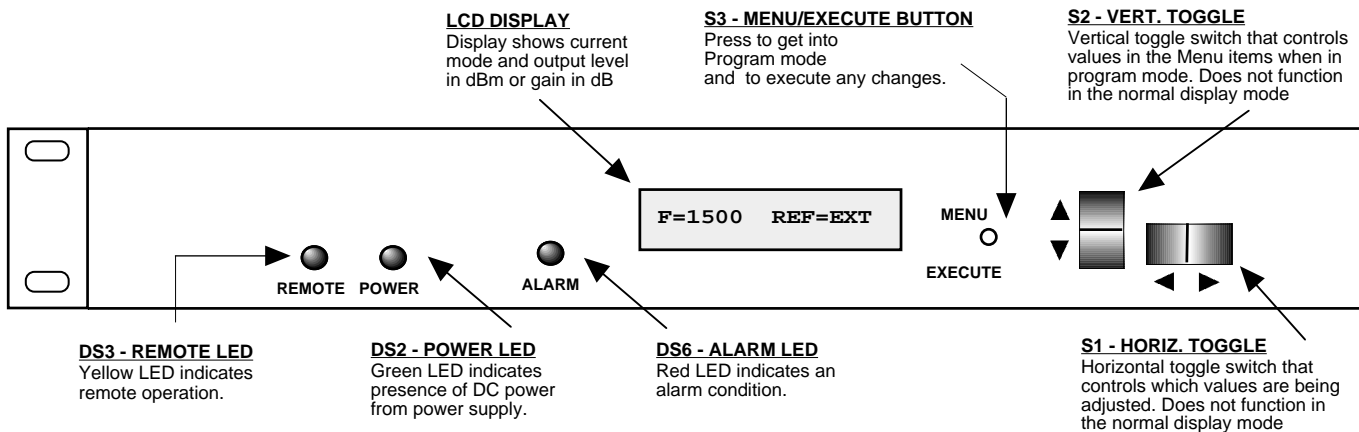 LCD DISPLAY
Display shows current
mode and output level
in dBm or gain in dB
S3 - MENU/EXECUTE BUTTON
Press to get into
Program mode
and  to execute any changes.
S2 - VERT. TOGGLE
Vertical toggle switch that controls
values in the Menu items when in
program mode. Does not function
in the normal display mode
F=1500  REF=EXT
MENU
EXECUTE
REMOTE
POWER
ALARM
DS3 - REMOTE LED
Yellow LED indicates
remote operation.
DS2 - POWER LED
Green LED indicates
presence of DC power
from power supply.
DS6 - ALARM LED
Red LED indicates an
alarm condition.
S1 - HORIZ. TOGGLE
Horizontal toggle switch that
controls which values are being
adjusted. Does not function in
the normal display mode